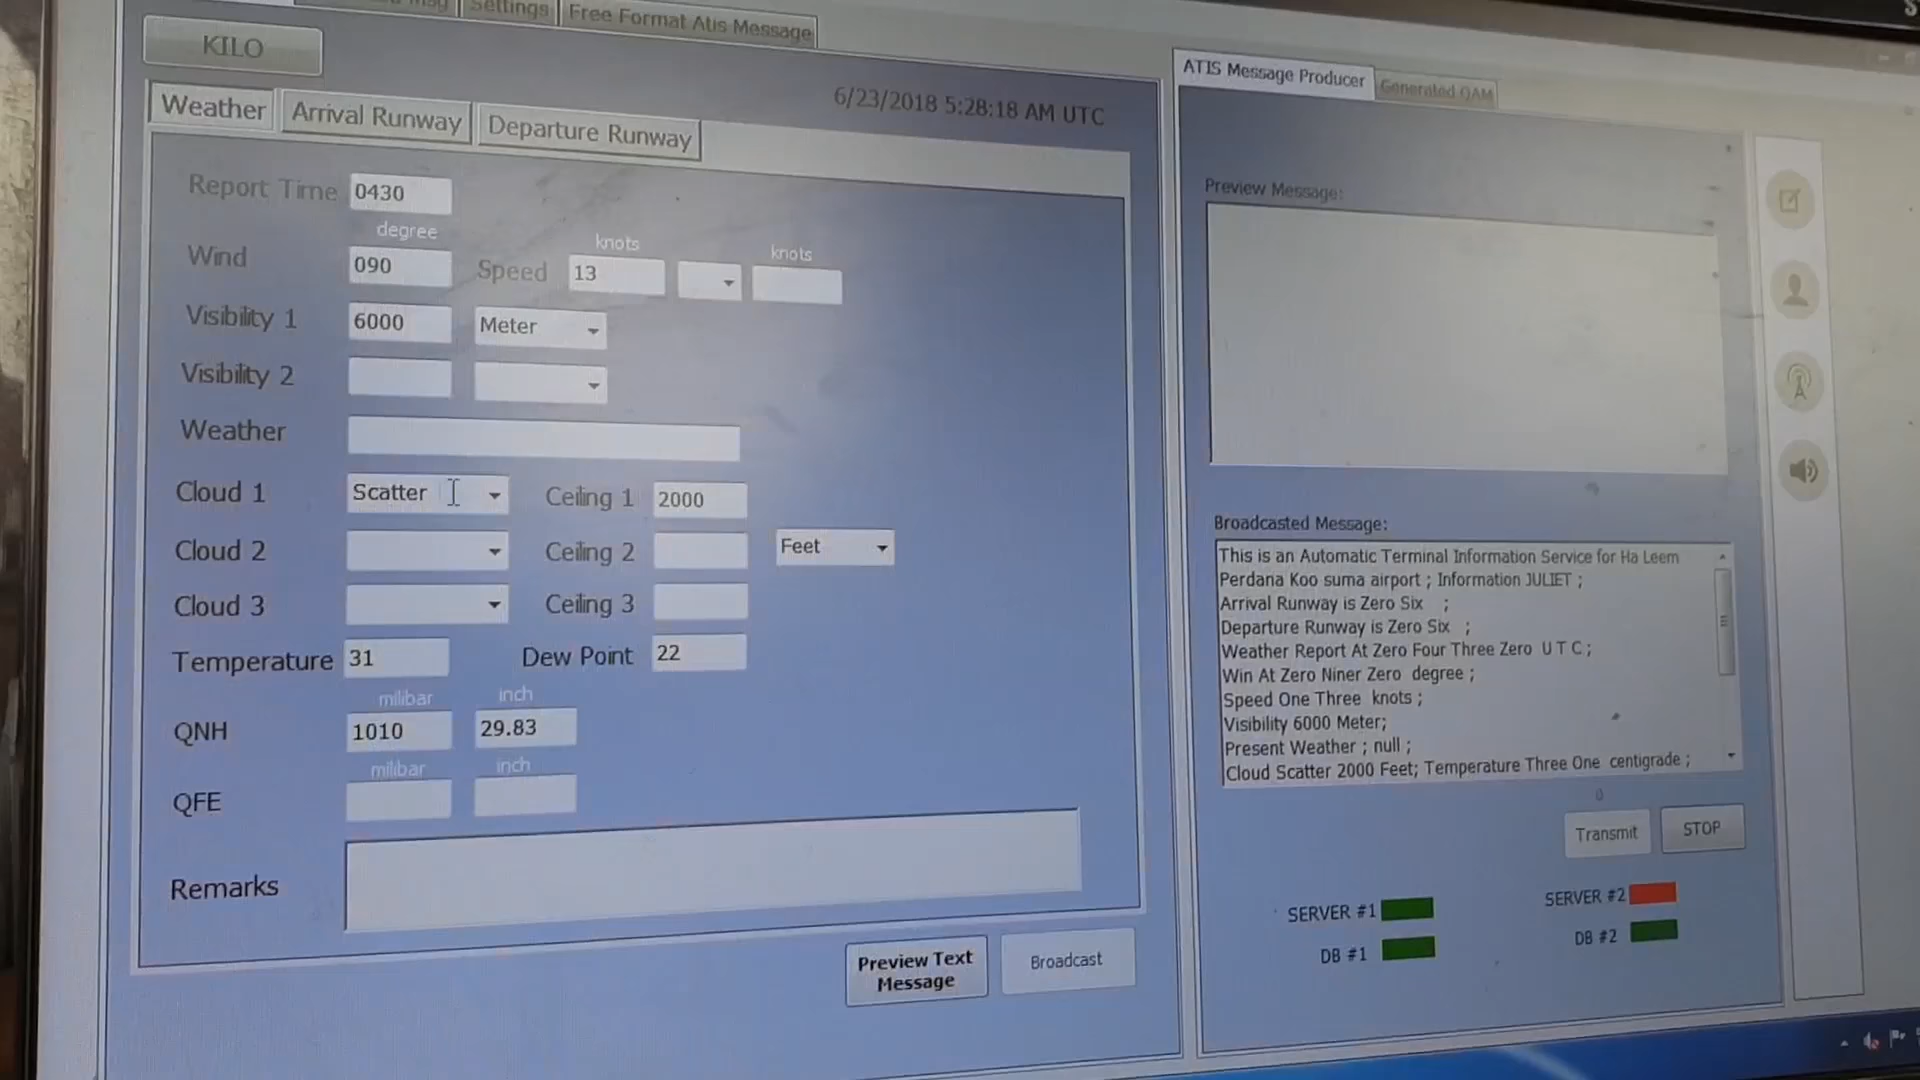 Settings
Free Format Atis Message
KILO
6/23/2018 5:28:18 AM UTC
Weather
Arrival Runway
Departure Runway
Report Time
0430
degree
knots
knots
Wind
090
Speed
13
Visibility 1
6000
Meter
Visibility 2
Weather
Cloud 1
Scatter
Ceiling 1
2000
Cloud 2
Ceiling 2
Feet
Cloud 3
Ceiling 3
Temperature
31
Dew Point
22
milibar
inch
QNH
1010
29.83
milibar
inch
QFE
Remarks
Preview Text
Message
Broadcast
ATIS Message Producer
Generated QAM
Preview Message:
Broadcasted Message:
This is an Automatic Terminal Information Service for Ha Leem
Perdana Koo suma airport ; Information JULIET ;
Arrival Runway is Zero Six ;
Departure Runway is Zero Six ;
Weather Report At Zero Four Three Zero U T C ;
Win At Zero Niner Zero degree ;
Speed One Three knots ;
Visibility 6000 Meter;
Present Weather ; null ;
Cloud Scatter 2000 Feet; Temperature Three One centigrade ;
0
Transmit
STOP
SERVER #1
SERVER #2
DB #1
DB #2